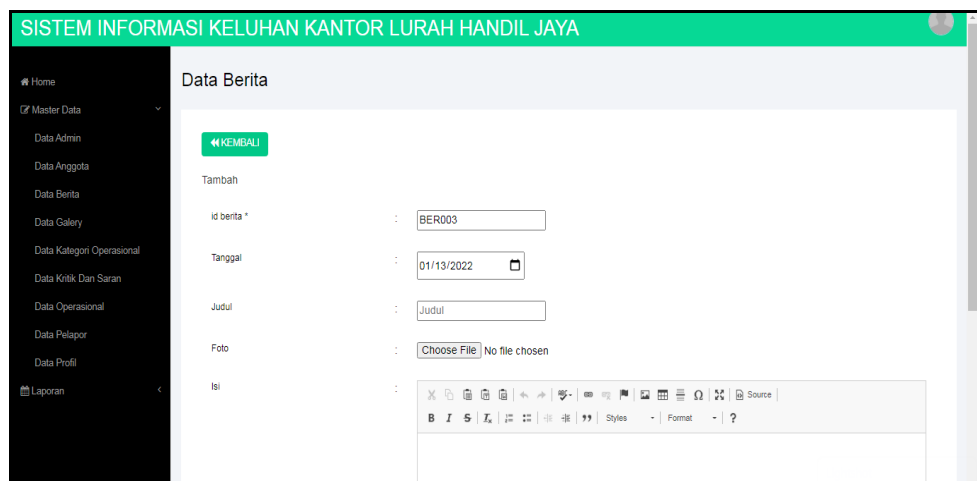 SISTEM INFORMASI KELUHAN KANTOR LURAH HANDIL JAYA
Home
Master Data
Data Admin
Data Anggota
Data Berita
Data Galery
Data Kategori Operasional
Data Kritik Dan Saran
Data Operasional
Data Pelapor
Data Profil
Laporan
Data Berita
KEMBALI
Tambah
id berita * : BER003
Tanggal : 01/13/2022
Judul : Judul
Foto : Choose File No file chosen
Isi :
Source
B I S Ix Styles Format ?